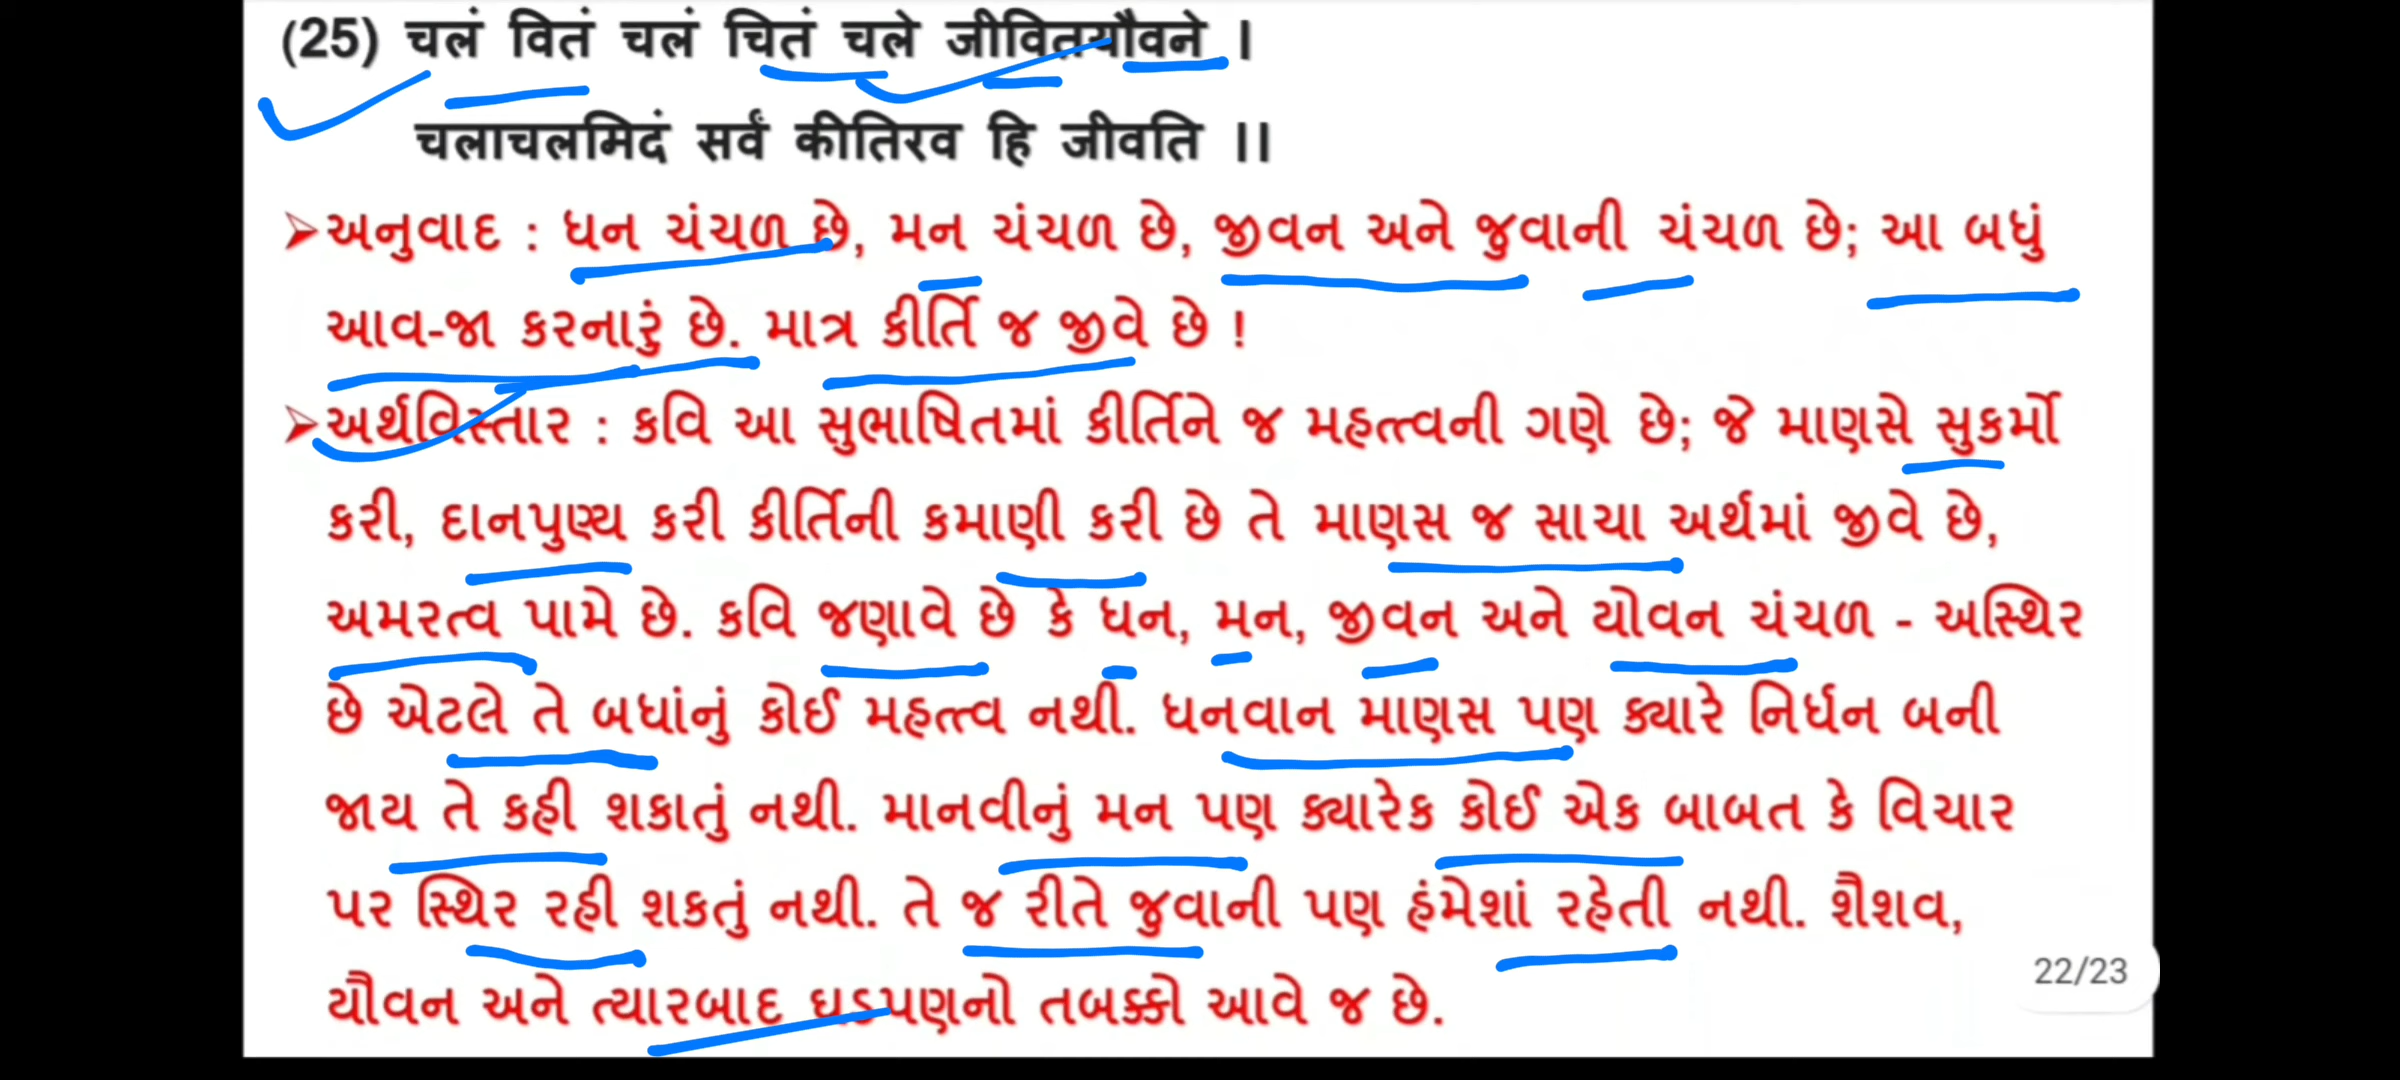 (25) चलं वितं चलं चितं चले जीवितयौवने ।
चलाचलमिदं सर्वं कीतिरव हि जीवति ।।
➢અનુવાદ : ધન ચંચળ છે, મન ચંચળ છે, જીવન અને જુવાની ચંચળ છે; આ બધું
આવ-જા કરનારું છે. માત્ર કીર્તિ જ જીવે છે !
➢અર્થવિસ્તાર : કવિ આ સુભાષિતમાં કીર્તિને જ મહત્ત્વની ગણે છે; જે માણસે સુકર્મો
કરી, દાનપુણ્ય કરી કીર્તિની કમાણી કરી છે તે માણસ જ સાચા અર્થમાં જીવે છે,
અમરત્વ પામે છે. કવિ જણાવે છે કે ધન, મન, જીવન અને યોવન ચંચળ - અસ્થિર
છે એટલે તે બધાંનું કોઈ મહત્ત્વ નથી. ધનવાન માણસ પણ ક્યારે નિર્ધન બની
જાય તે કહી શકાતું નથી. માનવીનું મન પણ ક્યારેક કોઈ એક બાબત કે વિચાર
પર સ્થિર રહી શકતું નથી. તે જ રીતે જુવાની પણ હંમેશાં રહેતી નથી. શૈશવ,
યૌવન અને ત્યારબાદ ઘડપણનો તબક્કો આવે જ છે.
22/23